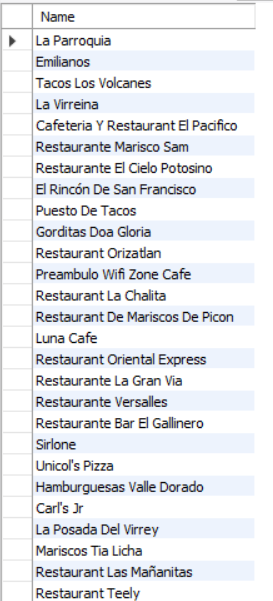 Name
La Parroquia
Emilianos
Tacos Los Volcanes
La Virreina
Cafeteria Y Restaurant El Pacifico
Restaurante Marisco Sam
Restaurante El Cielo Potosino
El Rincón De San Francisco
Puesto De Tacos
Gorditas Doa Gloria
Restaurant Orizatlan
Preambulo Wifi Zone Cafe
Restaurant La Chalita
Restaurant De Mariscos De Picon
Luna Cafe
Restaurant Oriental Express
Restaurante La Gran Via
Restaurante Versalles
Restaurante Bar El Gallinero
Sirlone
Unicol's Pizza
Hamburguesas Valle Dorado
Carl's Jr
La Posada Del Virrey
Mariscos Tia Licha
Restaurant Las Mañanitas
Restaurant Teely